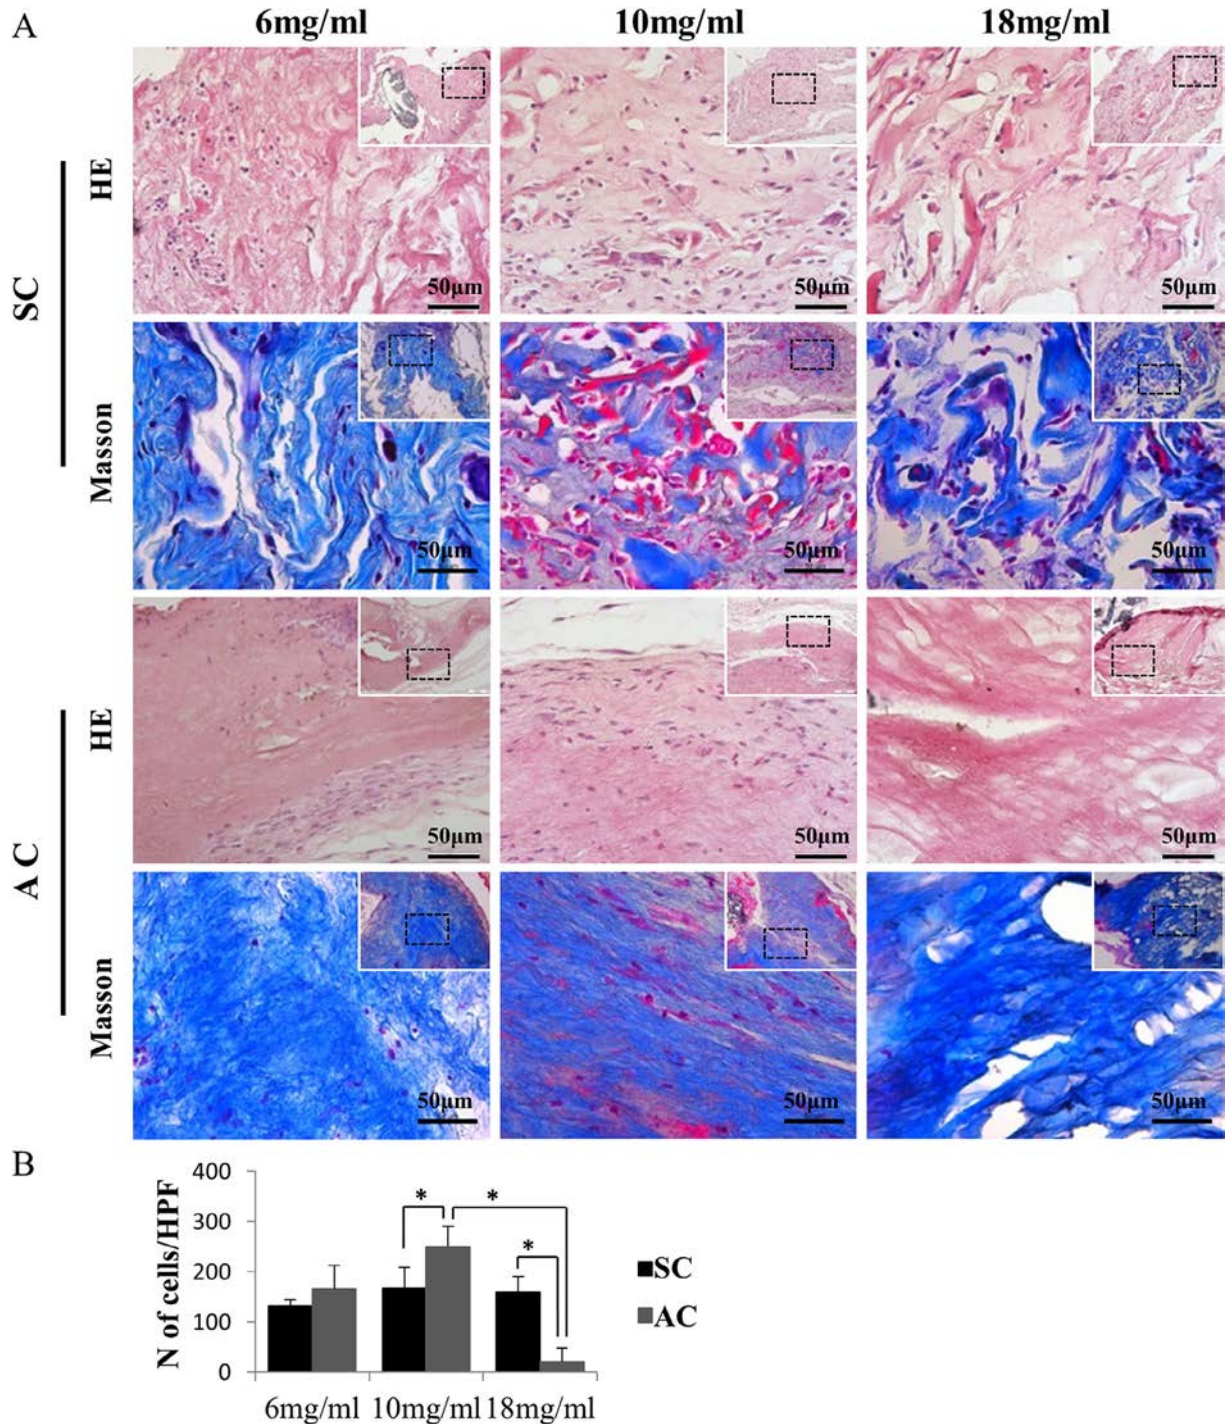 A
6mg/ml 10mg/ml 18mg/ml
SC
HE
50μm 50μm 50μm
Masson
50μm 50μm 50μm
A C
HE
50μm 50μm 50μm
Masson
50μm 50μm 50μm
B
N of cells/HPF
400
300
200
100
0
* * *
6mg/ml 10mg/ml 18mg/ml
SC
AC